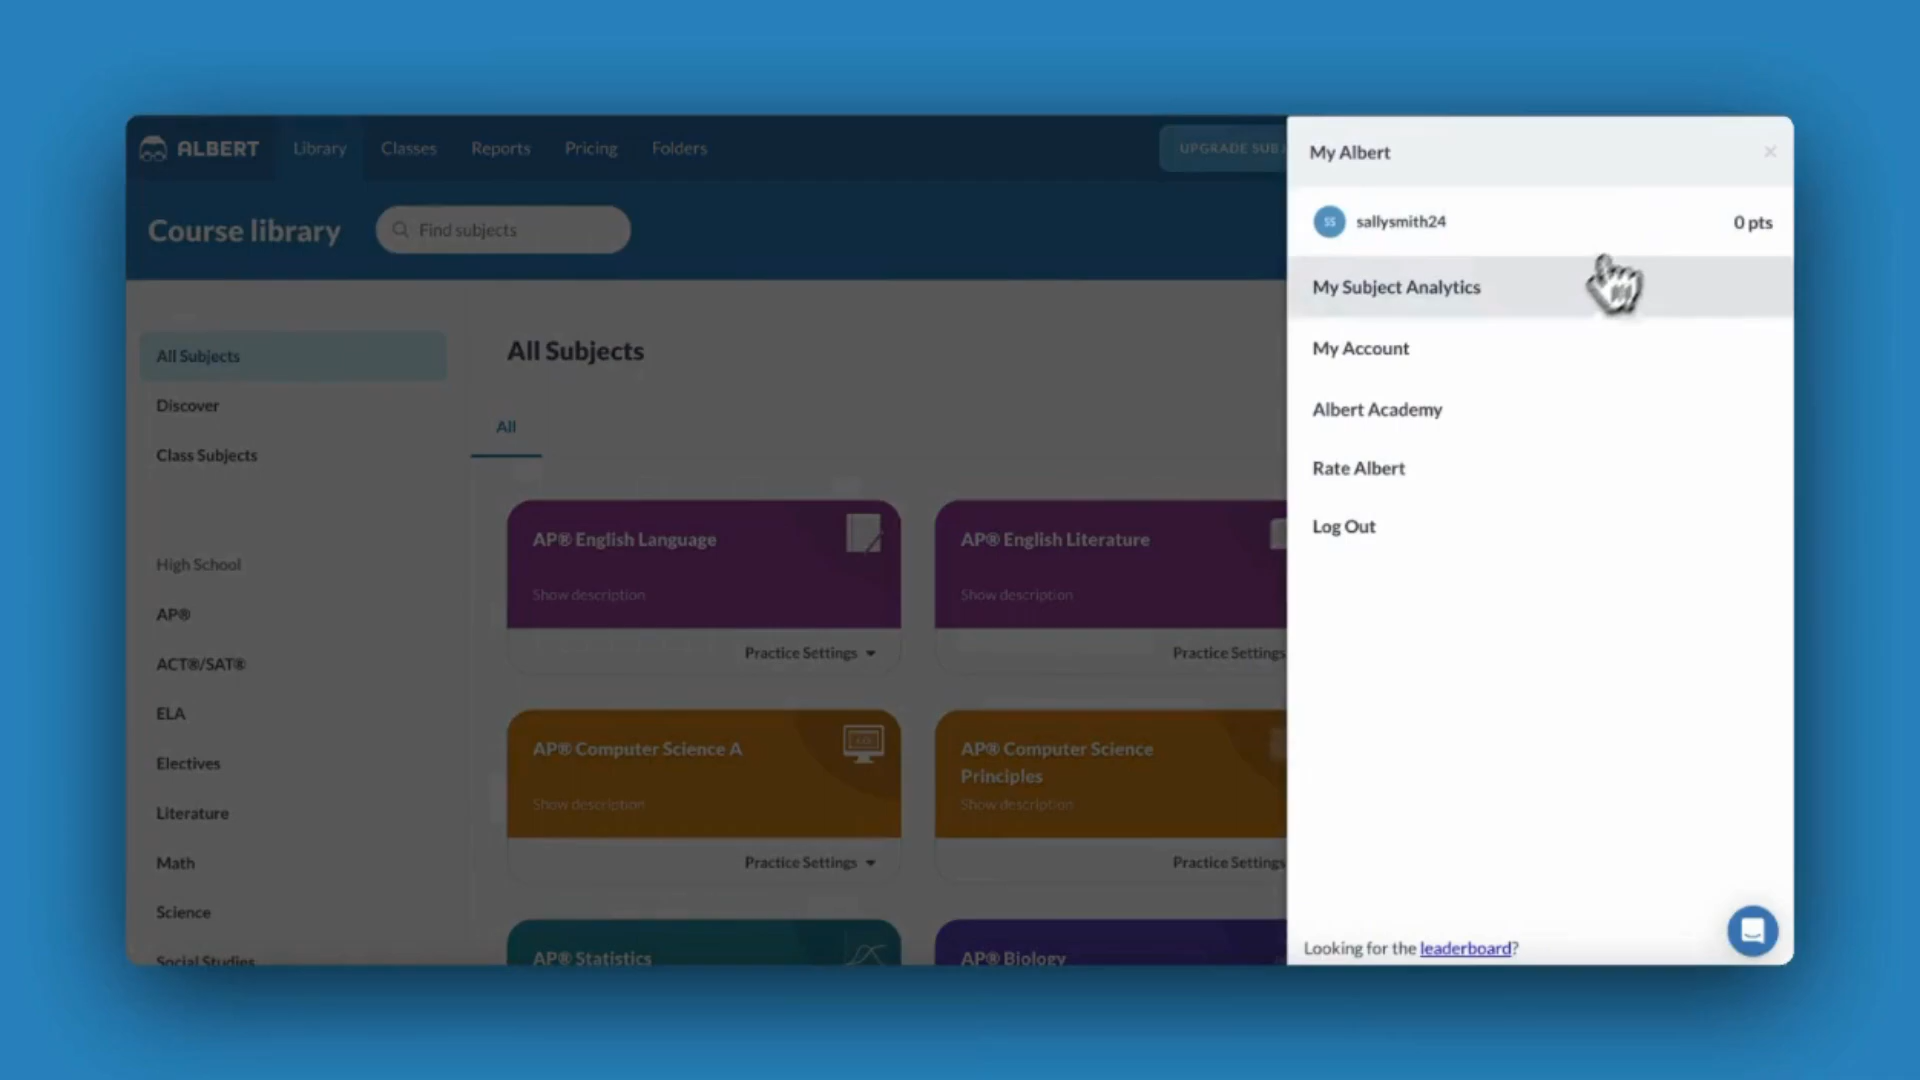 ALBERT
Library
Classes
Reports
Pricing
Folders
UPGRADE SUBJ
Course library
Find subjects
All Subjects
Discover
Class Subjects
High School
AP®
ACT®/SAT®
ELA
Electives
Literature
Math
Science
Social Studies
All Subjects
All
AP® English Language
Show description
Practice Settings
AP® English Literature
Show description
Practice Settings
AP® Computer Science A
Show description
Practice Settings
AP® Computer Science
Principles
Show description
Practice Settings
AP® Statistics
AP® Biology
My Albert
SS
sallysmith24
0 pts
My Subject Analytics
My Account
Albert Academy
Rate Albert
Log Out
Looking for the leaderboard?